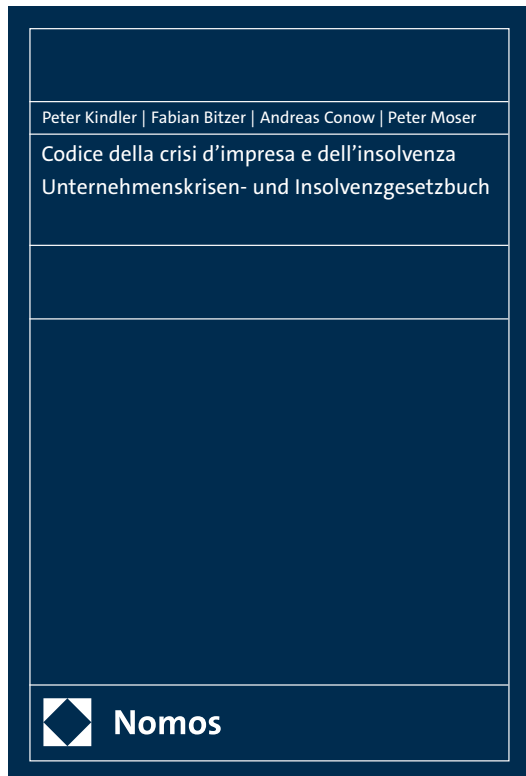 Peter Kindler | Fabian Bitzer | Andreas Conow | Peter Moser
Codice della crisi d’impresa e dell’insolvenza
Unternehmenskrisen- und Insolvenzgesetzbuch
Nomos